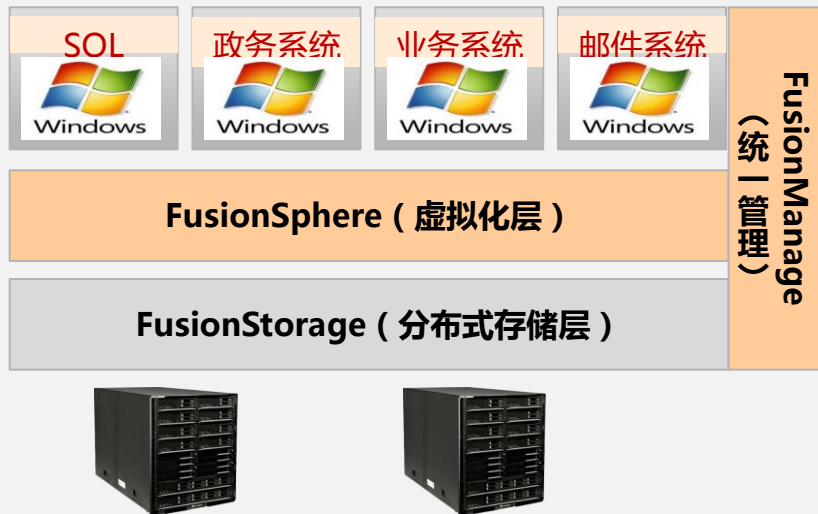 SOL
政务系统
业务系统
邮件系统
Windows
Windows
Windows
Windows
FusionSphere（虚拟化层）
FusionStorage（分布式存储层）
FusionManage
（统一管理）